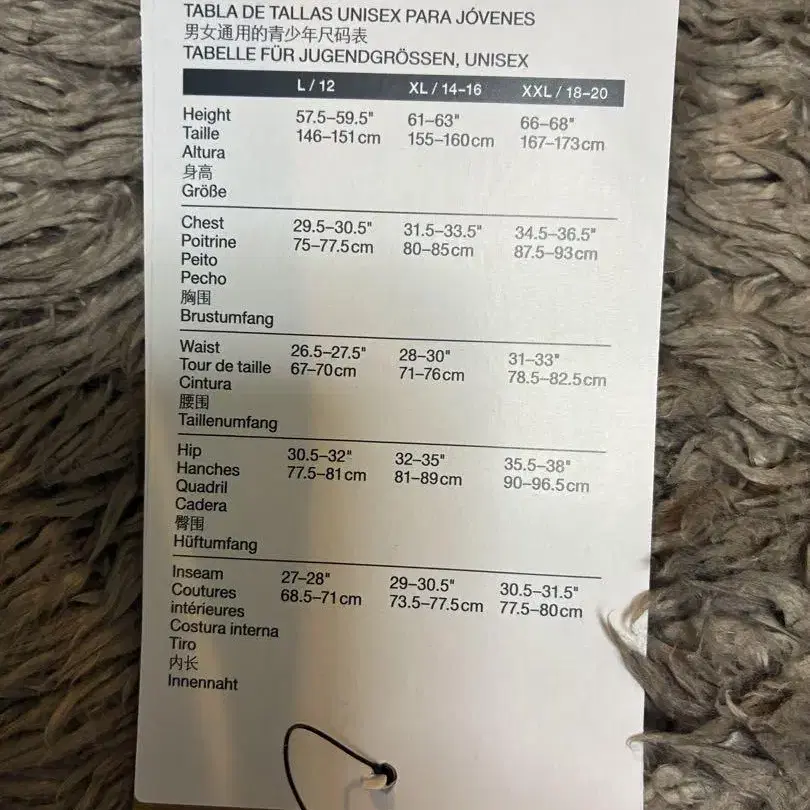 TABLA DE TALLAS UNISEX PARA JÓVENES
男女通用的青少年尺码表
TABELLE FÜR JUGENDGRÖSSEN, UNISEX
L / 12 XL / 14–16 XXL / 18–20
Height 57.5–59.5" 61–63" 66–68"
Taille 146–151 cm 155–160cm 167–173cm
Altura
身高
Größe
Chest 29.5–30.5" 31.5–33.5" 34.5–36.5"
Poitrine 75–77.5cm 80–85cm 87.5–93cm
Peito
Pecho
胸围
Brustumfang
Waist 26.5–27.5" 28–30" 31–33"
Tour de taille 67–70cm 71–76cm 78.5–82.5cm
Cintura
腰围
Taillenumfang
Hip 30.5–32" 32–35" 35.5–38"
Hanches 77.5–81cm 81–89cm 90–96.5cm
Quadril
Cadera
臀围
Hüftumfang
Inseam 27–28" 29–30.5" 30.5–31.5"
Coutures 68.5–71cm 73.5–77.5cm 77.5–80cm
intérieures
Costura interna
Tiro
内长
Innennaht